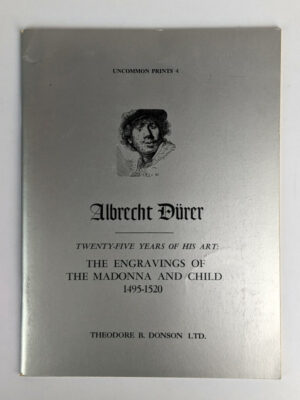 UNCOMMON PRINTS 4
Albrecht Dürer
TWENTY-FIVE YEARS OF HIS ART:
THE ENGRAVINGS OF
THE MADONNA AND CHILD
1495-1520
THEODORE B. DONSON LTD.